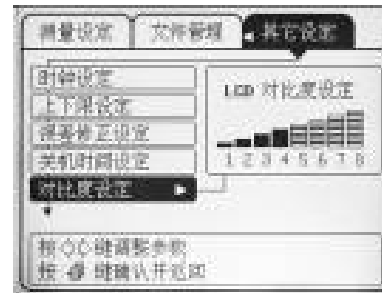 测量设定 文件管理 其它设定
时钟设定
上下限设定
误差修正设定
关机时间设定
对比度设定
LCD 对比度设定
1 2 3 4 5 6 7 8
按 键调整参数
按 键确认并返回